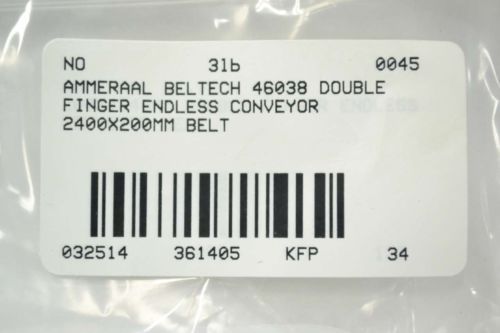 NO 31b 0045
AMMERAAL BELTECH 46038 DOUBLE
FINGER ENDLESS CONVEYOR
2400X200MM BELT
032514 361405 KFP 34